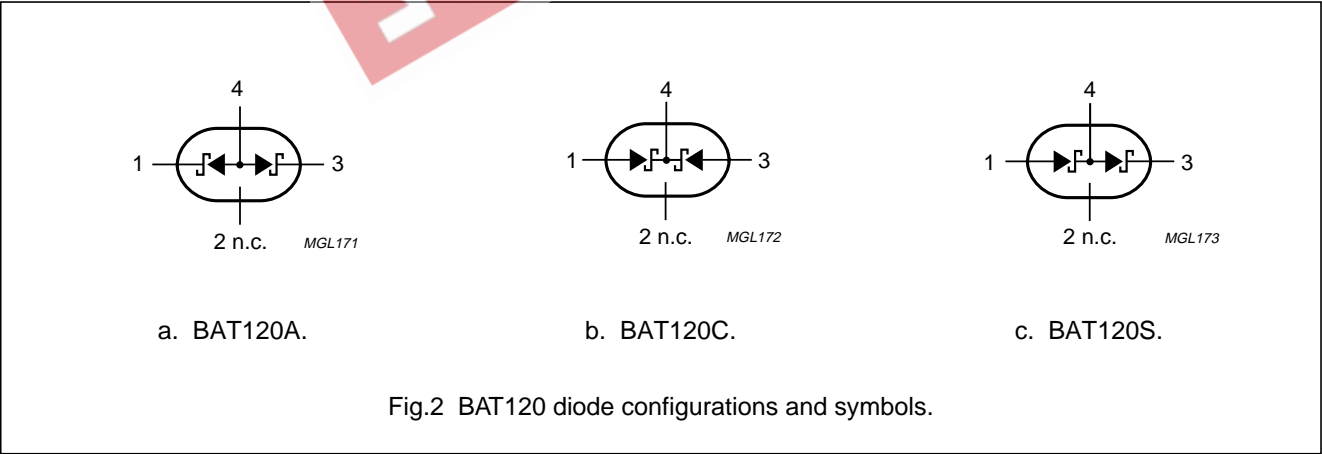 4
4
4
1
3
1
3
1
3
2 n.c.
MGL171
2 n.c.
MGL172
2 n.c.
MGL173
a. BAT120A.
b. BAT120C.
c. BAT120S.
Fig.2 BAT120 diode configurations and symbols.